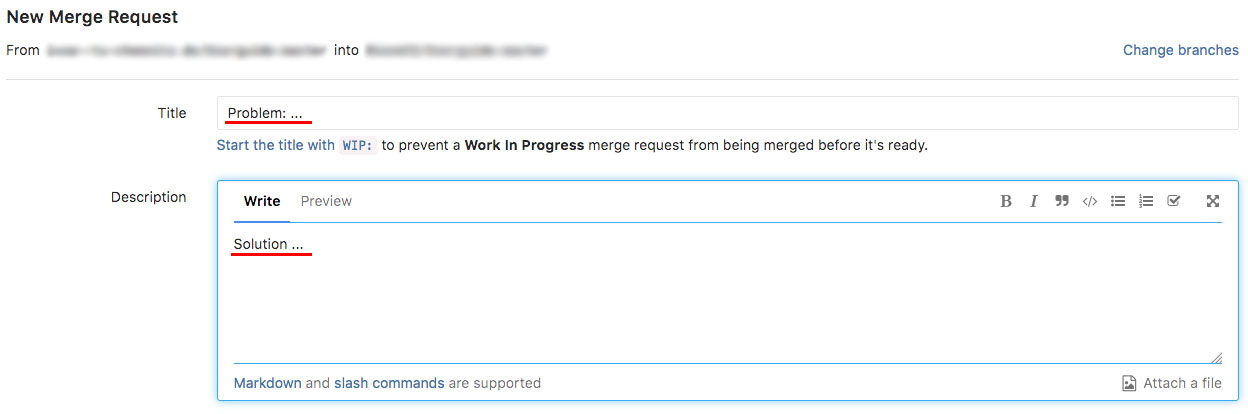 New Merge Request
From into Change branches
Title Problem: ...
Start the title with WIP: to prevent a Work In Progress merge request from being merged before it's ready.
Description Write Preview B I
Solution ...
Markdown and slash commands are supported Attach a file